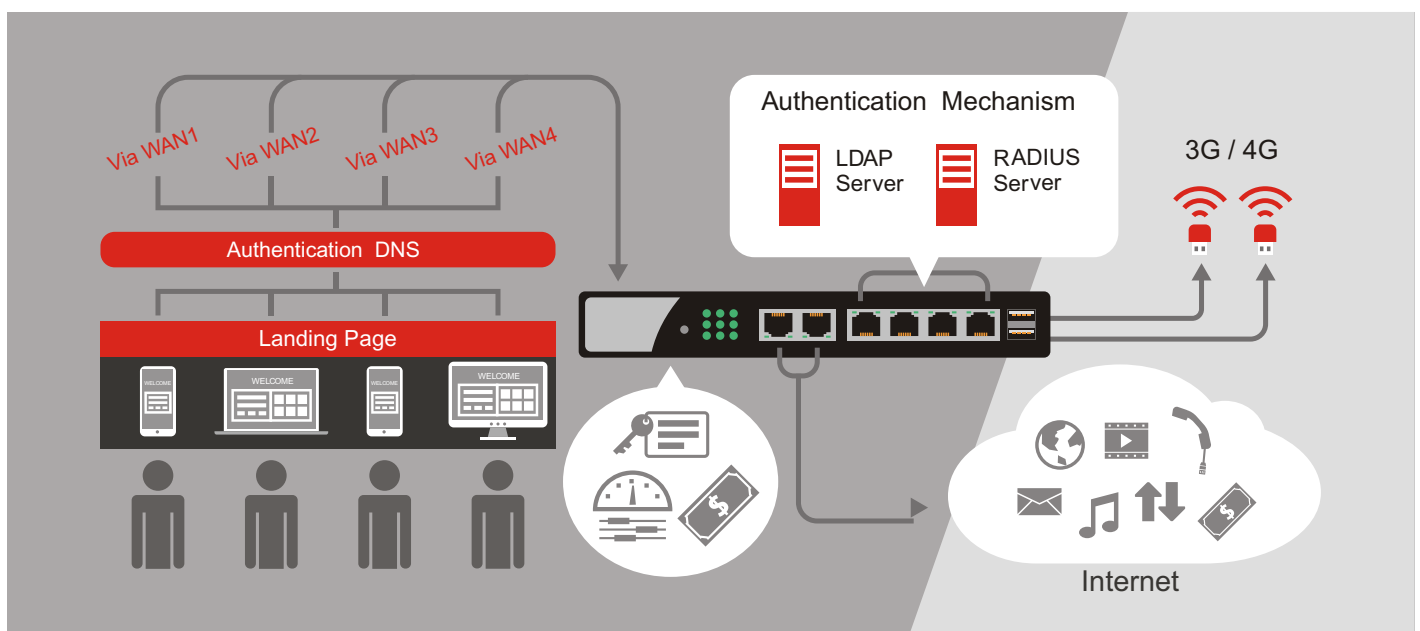 Via WAN1
Via WAN2
Via WAN3
Via WAN4
Authentication DNS
Landing Page
WELCOME
WELCOME
WELCOME
WELCOME
Authentication Mechanism
LDAP
Server
RADIUS
Server
3G / 4G
$
$
Internet